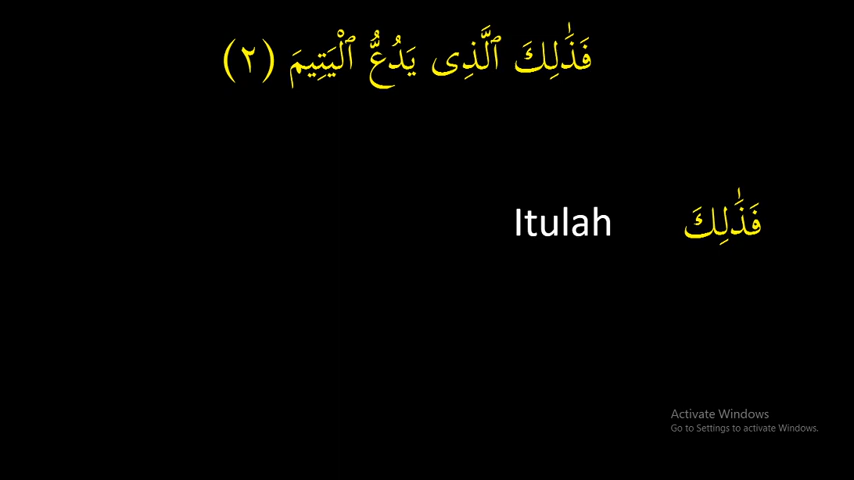 فَذَٰلِكَ ٱلَّذِى يَدُعُّ ٱلْيَتِيمَ (٢)
فَذَٰلِكَ Itulah
Activate Windows
Go to Settings to activate Windows.